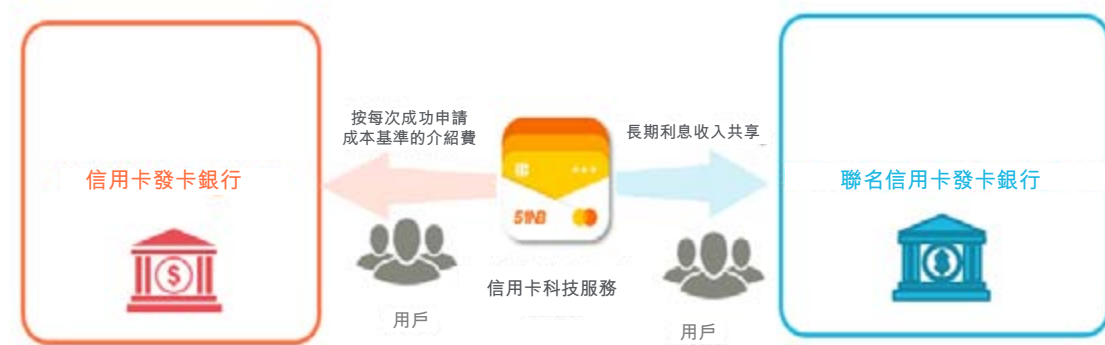 按每次成功申請
成本基準的介紹費
長期利息收入共享
信用卡發卡銀行
聯名信用卡發卡銀行
$
51NB
信用卡科技服務
用戶
用戶